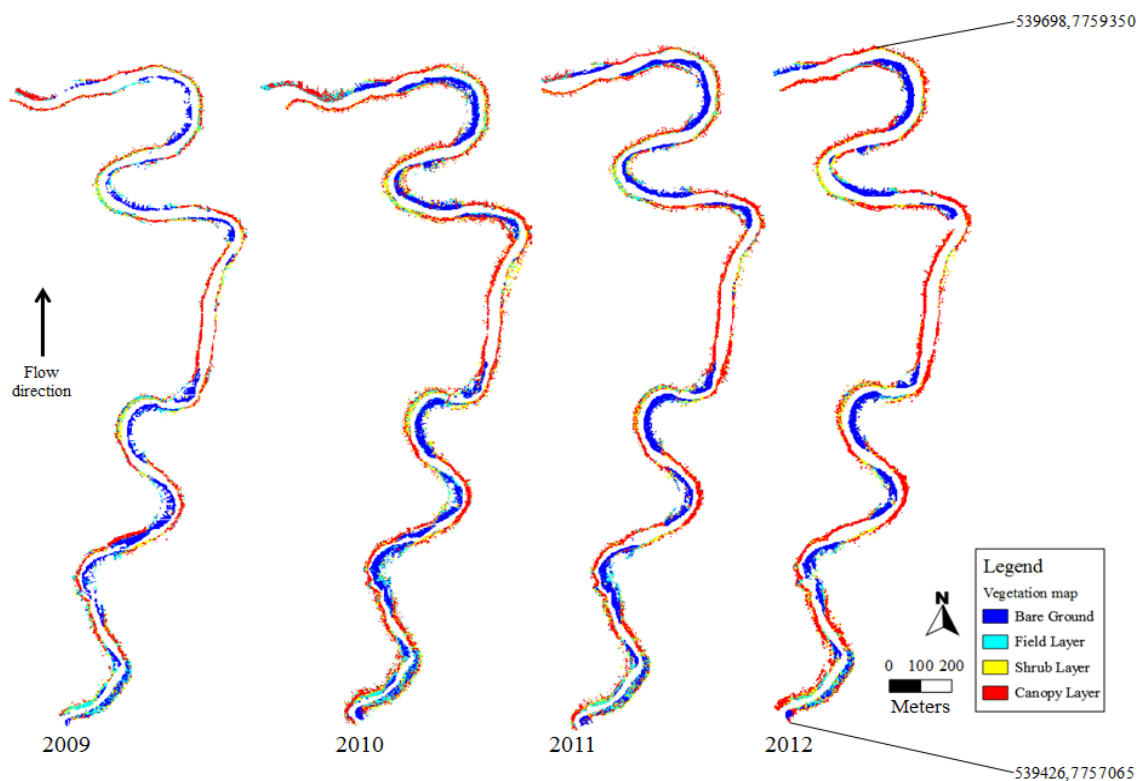 539698,7759350
Flow
direction
Legend
Vegetation map
Bare Ground
Field Layer
Shrub Layer
Canopy Layer
N
0 100 200
Meters
2009
2010
2011
2012
539426,7757065